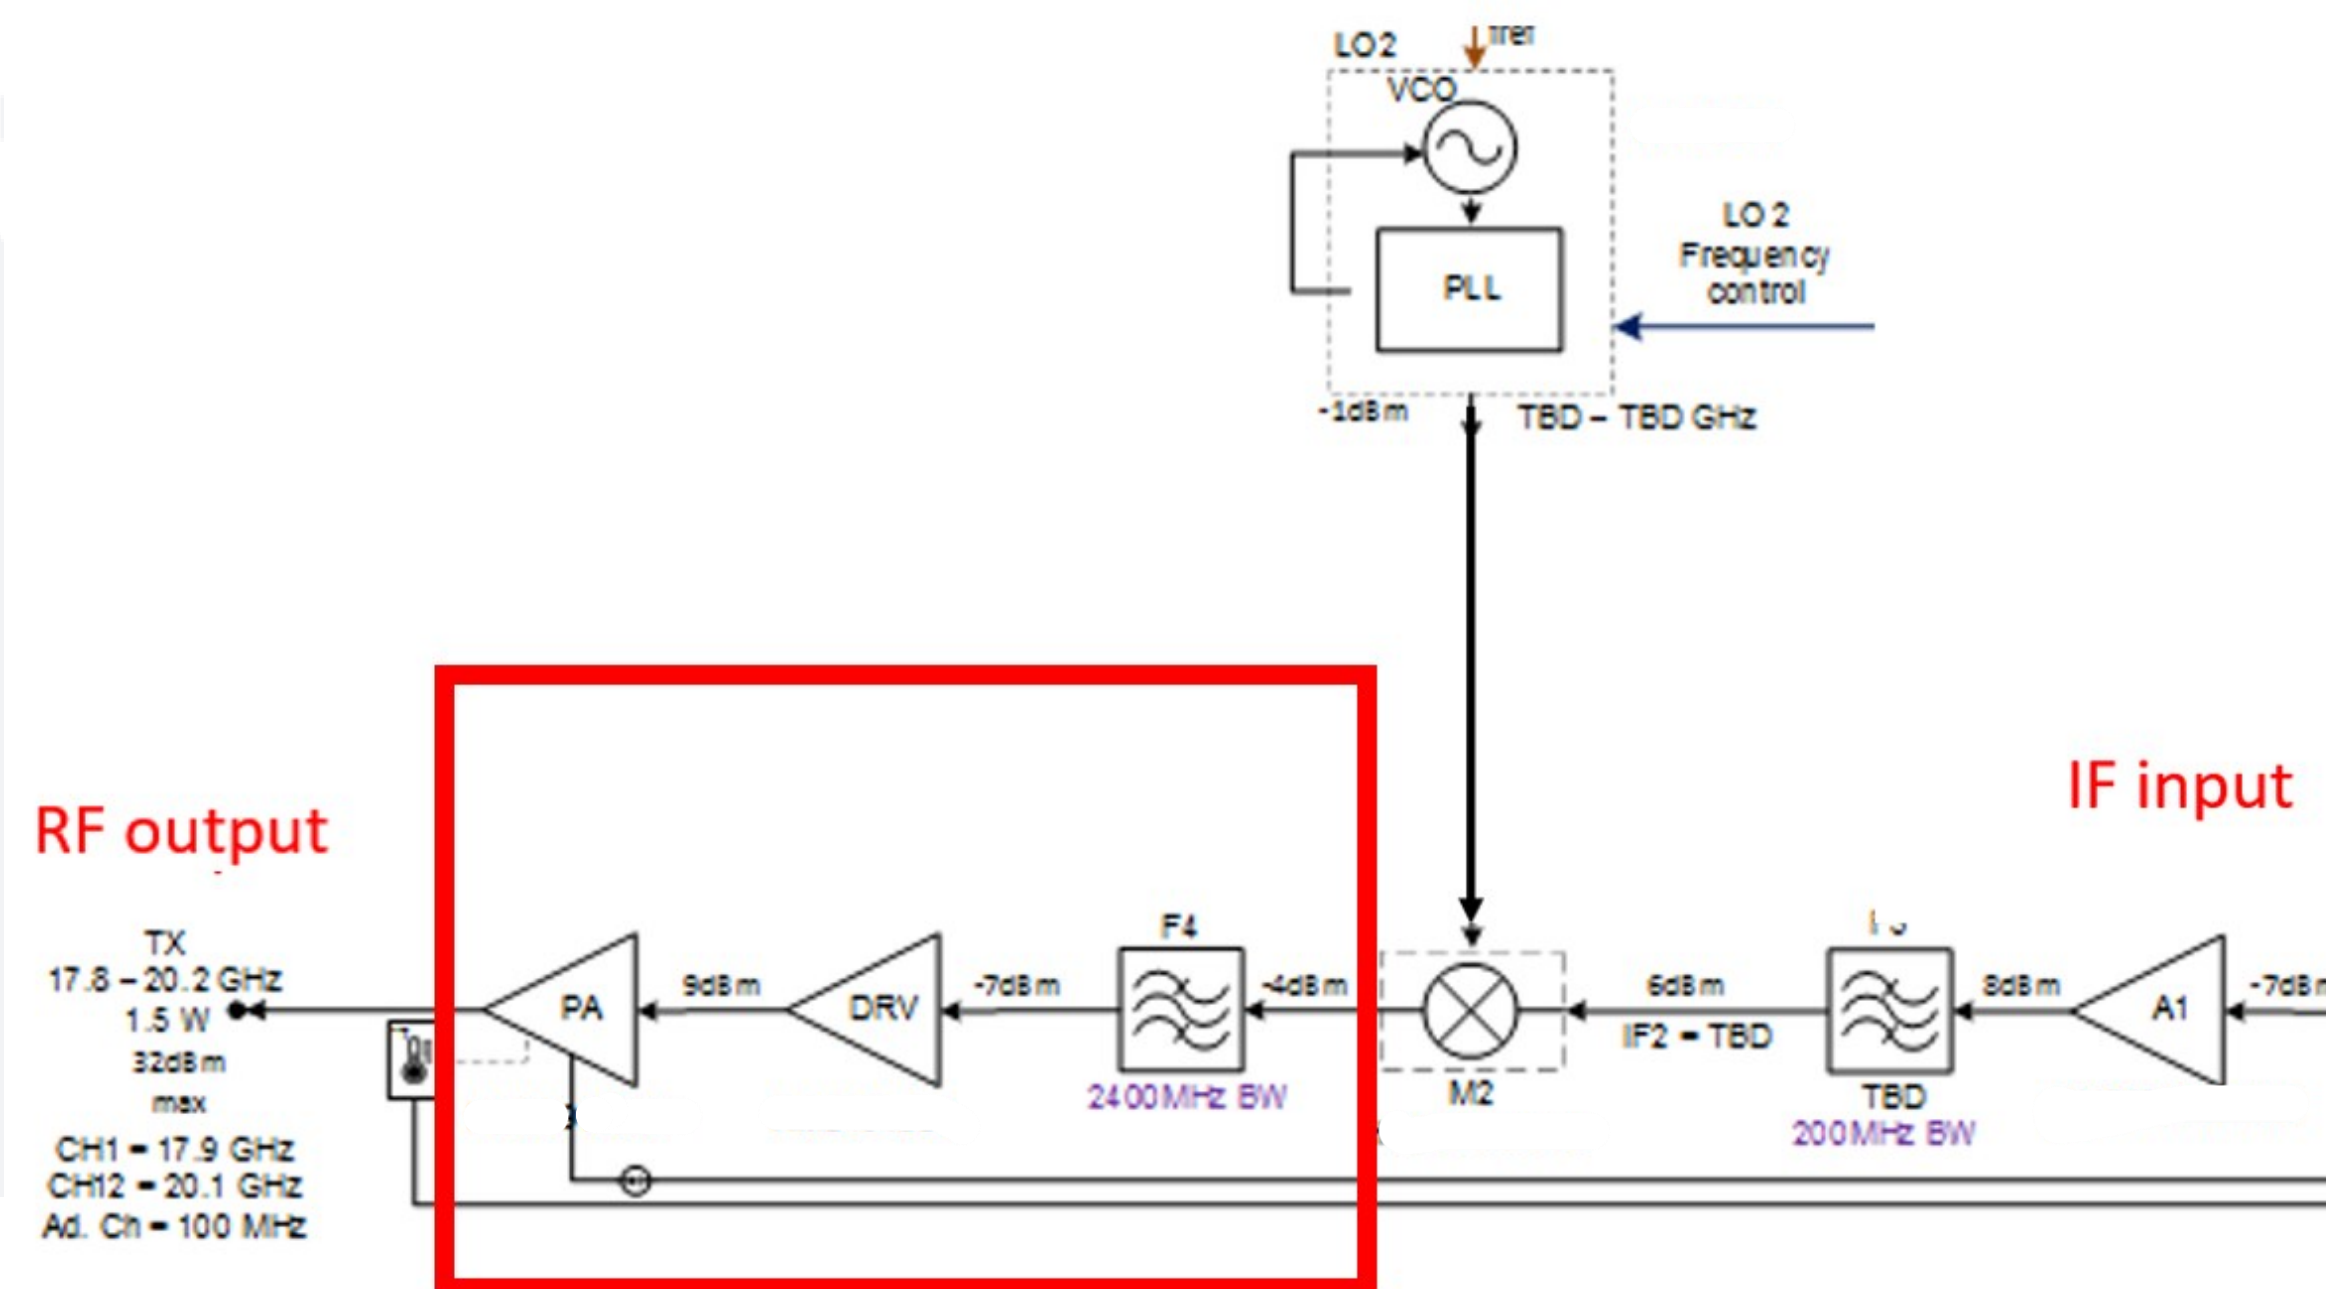 LO2
fref
VCO
PLL
LO 2
Frequency
control
-1dBm
TBD – TBD GHz
RF output
IF input
TX
17.8 – 20.2 GHz
1.5 W
32dBm
max
CH1 = 17.9 GHz
CH12 = 20.1 GHz
Ad. Ch = 100 MHz
PA
9dBm
DRV
-7dBm
F4
2400MHz BW
-4dBm
M2
6dBm
IF2 = TBD
TBD
200MHz BW
8dBm
A1